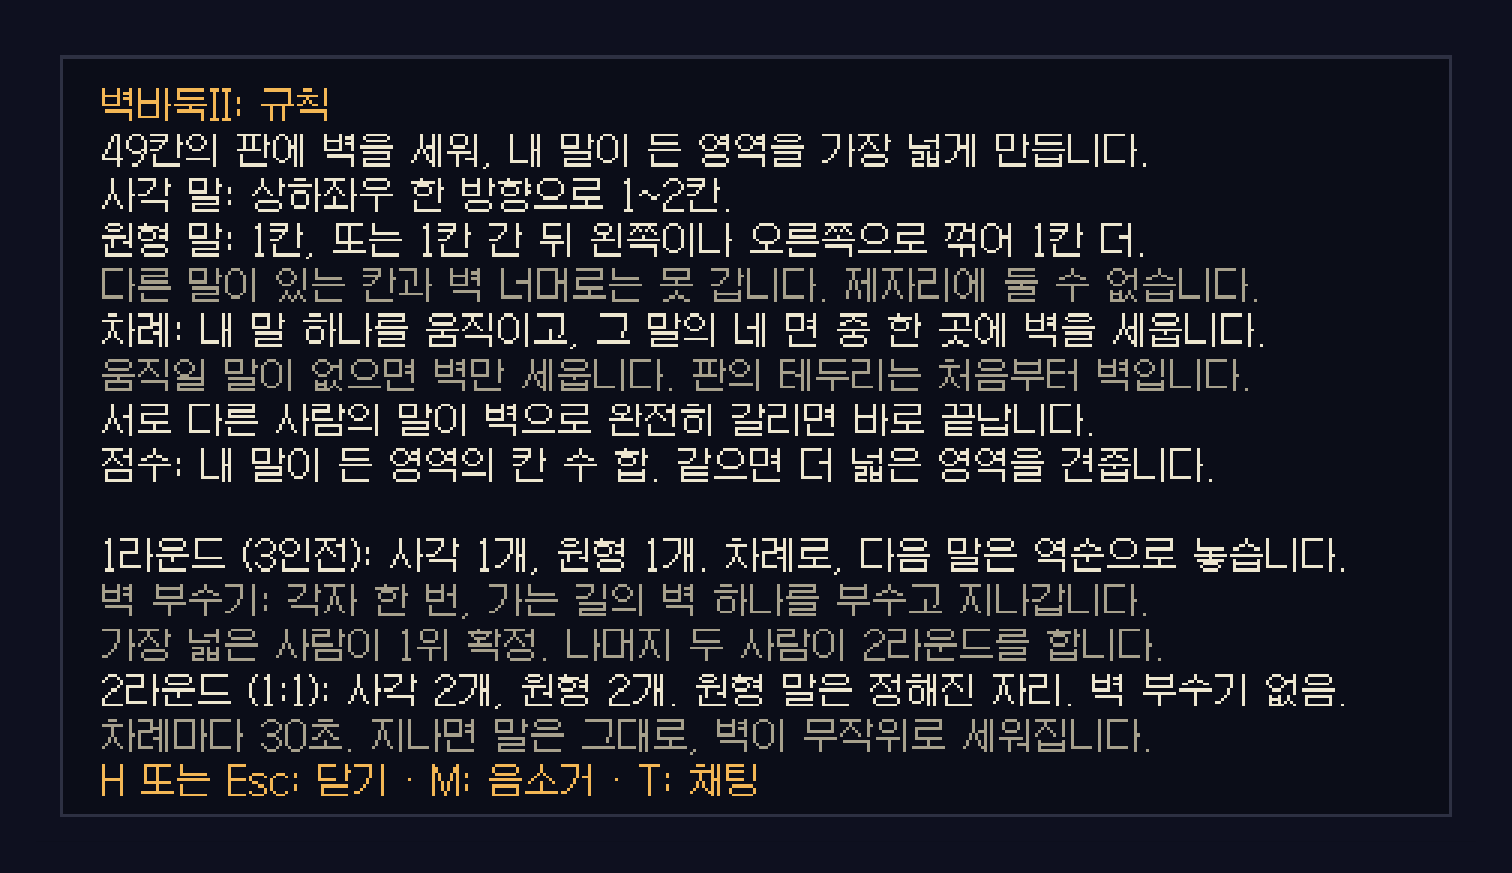 벽바둑II: 규칙
49칸의 판에 벽을 세워, 내 말이 든 영역을 가장 넓게 만듭니다.
사각 말: 상하좌우 한 방향으로 1~2칸.
원형 말: 1칸, 또는 1칸 간 뒤 왼쪽이나 오른쪽으로 꺾어 1칸 더.
다른 말이 있는 칸과 벽 너머로는 못 갑니다. 제자리에 둘 수 없습니다.
차례: 내 말 하나를 움직이고, 그 말의 네 면 중 한 곳에 벽을 세웁니다.
움직일 말이 없으면 벽만 세웁니다. 판의 테두리는 처음부터 벽입니다.
서로 다른 사람의 말이 벽으로 완전히 갈리면 바로 끝납니다.
점수: 내 말이 든 영역의 칸 수 합. 같으면 더 넓은 영역을 견줍니다.
1라운드 (3인전): 사각 1개, 원형 1개. 차례로, 다음 말은 역순으로 놓습니다.
벽 부수기: 각자 한 번, 가는 길의 벽 하나를 부수고 지나갑니다.
가장 넓은 사람이 1위 확정. 나머지 두 사람이 2라운드를 합니다.
2라운드 (1:1): 사각 2개, 원형 2개. 원형 말은 정해진 자리. 벽 부수기 없음.
차례마다 30초. 지나면 말은 그대로, 벽이 무작위로 세워집니다.
H 또는 Esc: 닫기 · M: 음소거 · T: 채팅